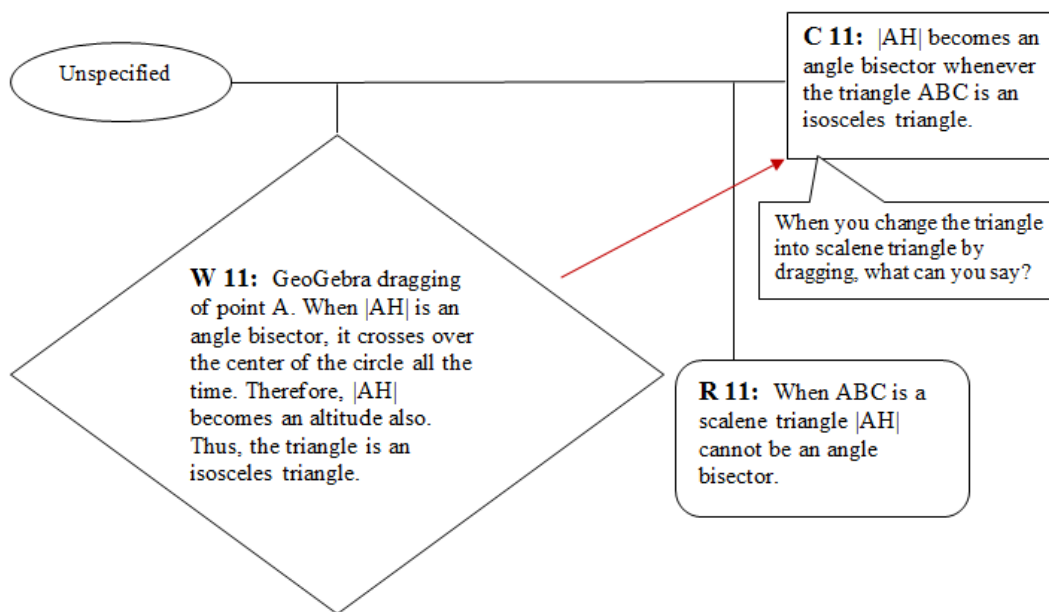 Unspecified
C 11: |AH| becomes an
angle bisector whenever
the triangle ABC is an
isosceles triangle.
When you change the triangle
into scalene triangle by
dragging, what can you say?
W 11: GeoGebra dragging
of point A. When |AH| is an
angle bisector, it crosses over
the center of the circle all the
time. Therefore, |AH|
becomes an altitude also.
Thus, the triangle is an
isosceles triangle.
R 11: When ABC is a
scalene triangle |AH|
cannot be an angle
bisector.